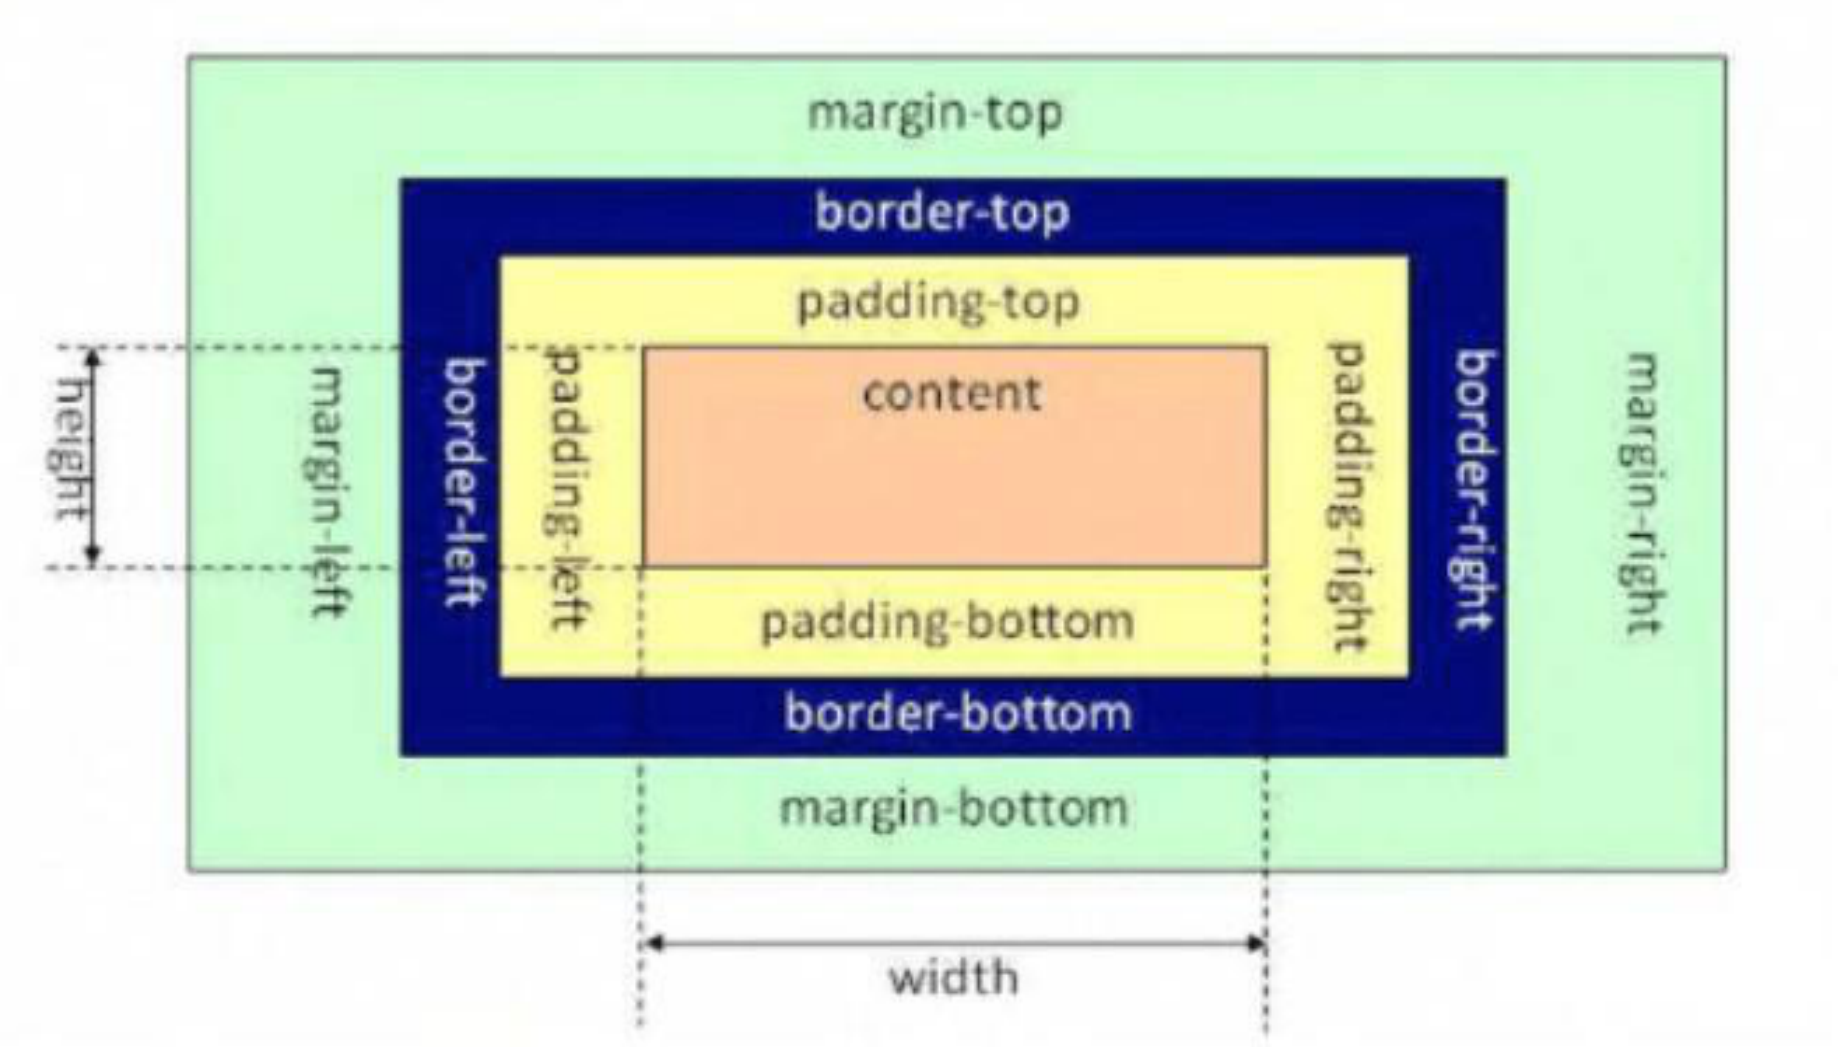 margin-top
border-top
padding-top
height
margin-left
border-left
padding-left
content
padding-right
border-right
margin-right
padding-bottom
border-bottom
margin-bottom
width